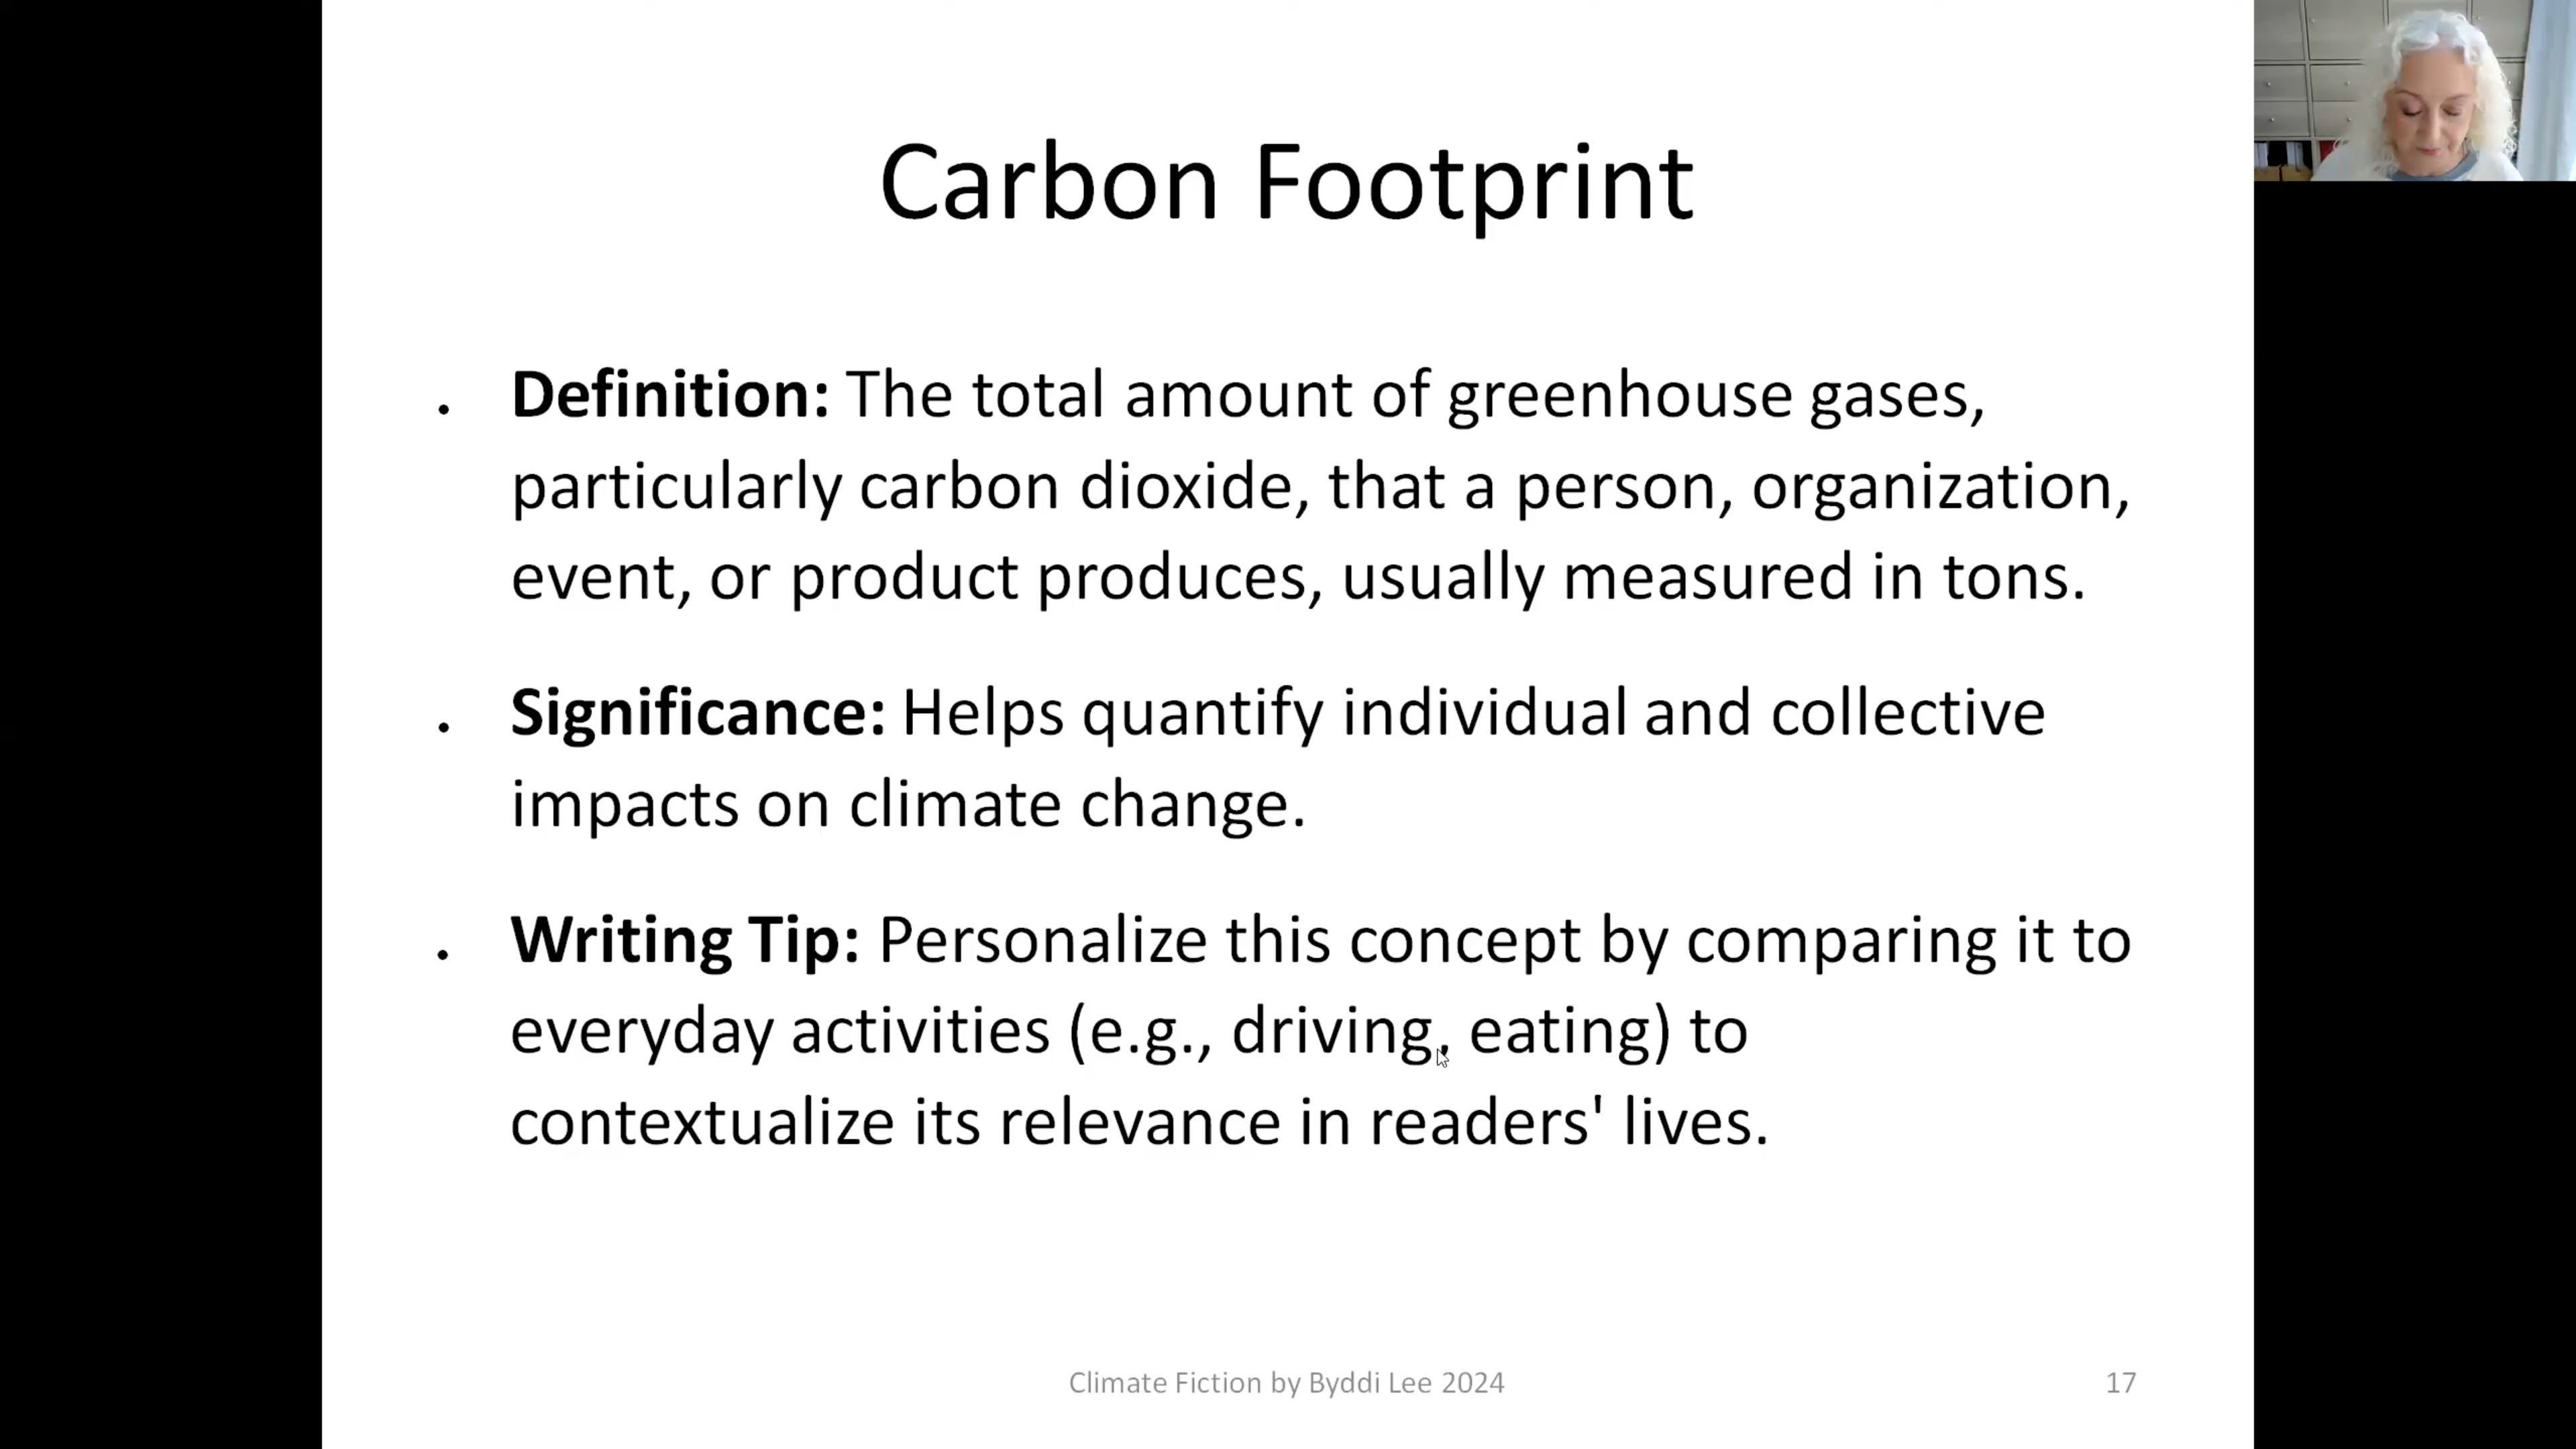 Carbon Footprint
• Definition: The total amount of greenhouse gases,
particularly carbon dioxide, that a person, organization,
event, or product produces, usually measured in tons.
• Significance: Helps quantify individual and collective
impacts on climate change.
• Writing Tip: Personalize this concept by comparing it to
everyday activities (e.g., driving, eating) to
contextualize its relevance in readers' lives.
Climate Fiction by Byddi Lee 2024
17